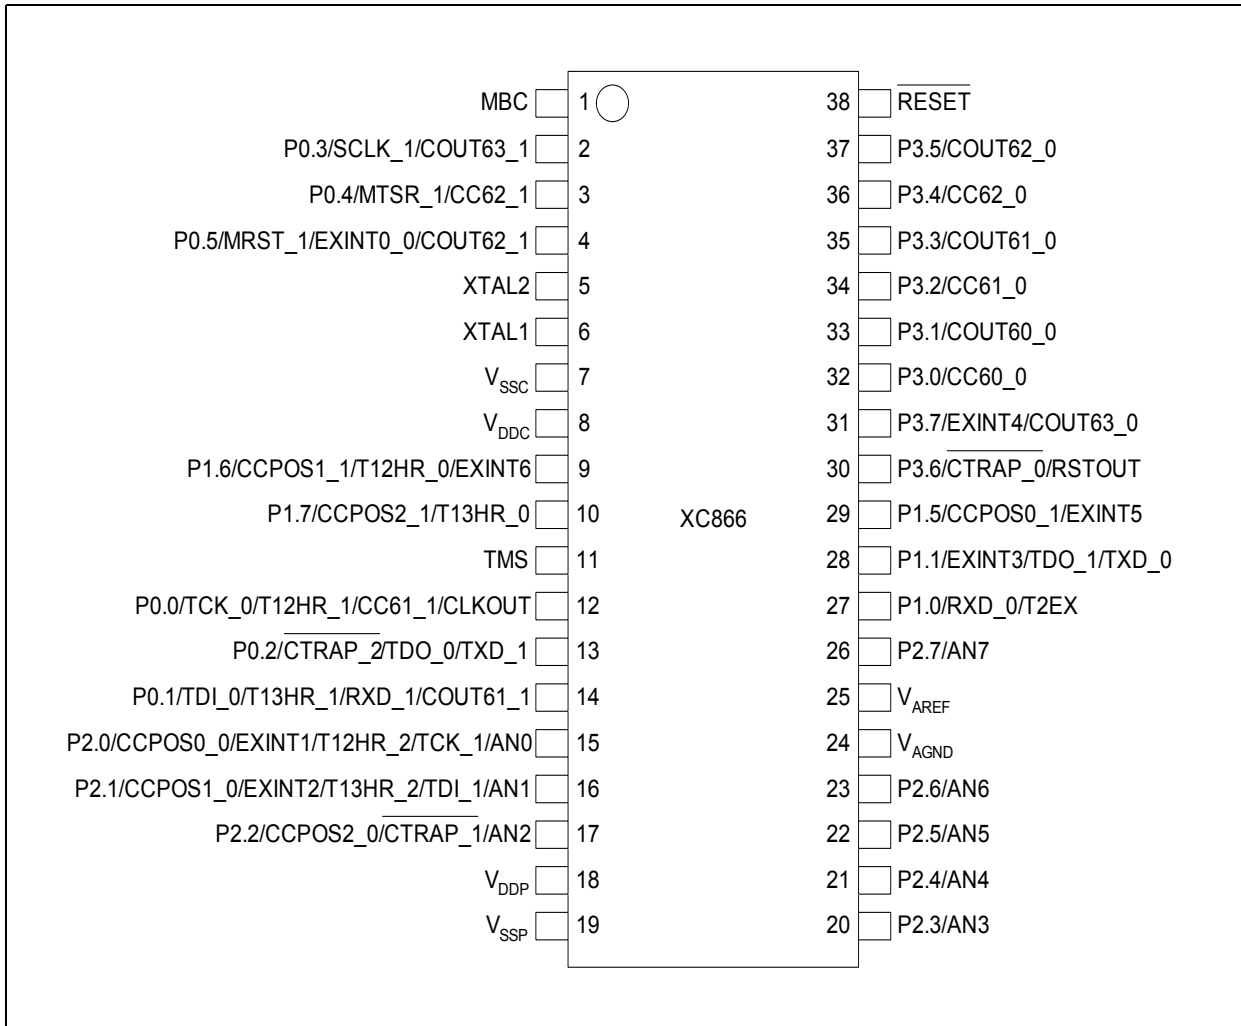 MBC 1 38 RESET
P0.3/SCLK_1/COUT63_1 2 37 P3.5/COUT62_0
P0.4/MTSR_1/CC62_1 3 36 P3.4/CC62_0
P0.5/MRST_1/EXINT0_0/COUT62_1 4 35 P3.3/COUT61_0
XTAL2 5 34 P3.2/CC61_0
XTAL1 6 33 P3.1/COUT60_0
VSSC 7 32 P3.0/CC60_0
VDDC 8 31 P3.7/EXINT4/COUT63_0
P1.6/CCPOS1_1/T12HR_0/EXINT6 9 30 P3.6/CTRAP_0/RSTOUT
P1.7/CCPOS2_1/T13HR_0 10 XC866 29 P1.5/CCPOS0_1/EXINT5
TMS 11 28 P1.1/EXINT3/TDO_1/TXD_0
P0.0/TCK_0/T12HR_1/CC61_1/CLKOUT 12 27 P1.0/RXD_0/T2EX
P0.2/CTRAP_2/TDO_0/TXD_1 13 26 P2.7/AN7
P0.1/TDI_0/T13HR_1/RXD_1/COUT61_1 14 25 VAREF
P2.0/CCPOS0_0/EXINT1/T12HR_2/TCK_1/AN0 15 24 VAGND
P2.1/CCPOS1_0/EXINT2/T13HR_2/TDI_1/AN1 16 23 P2.6/AN6
P2.2/CCPOS2_0/CTRAP_1/AN2 17 22 P2.5/AN5
VDDP 18 21 P2.4/AN4
VSSP 19 20 P2.3/AN3